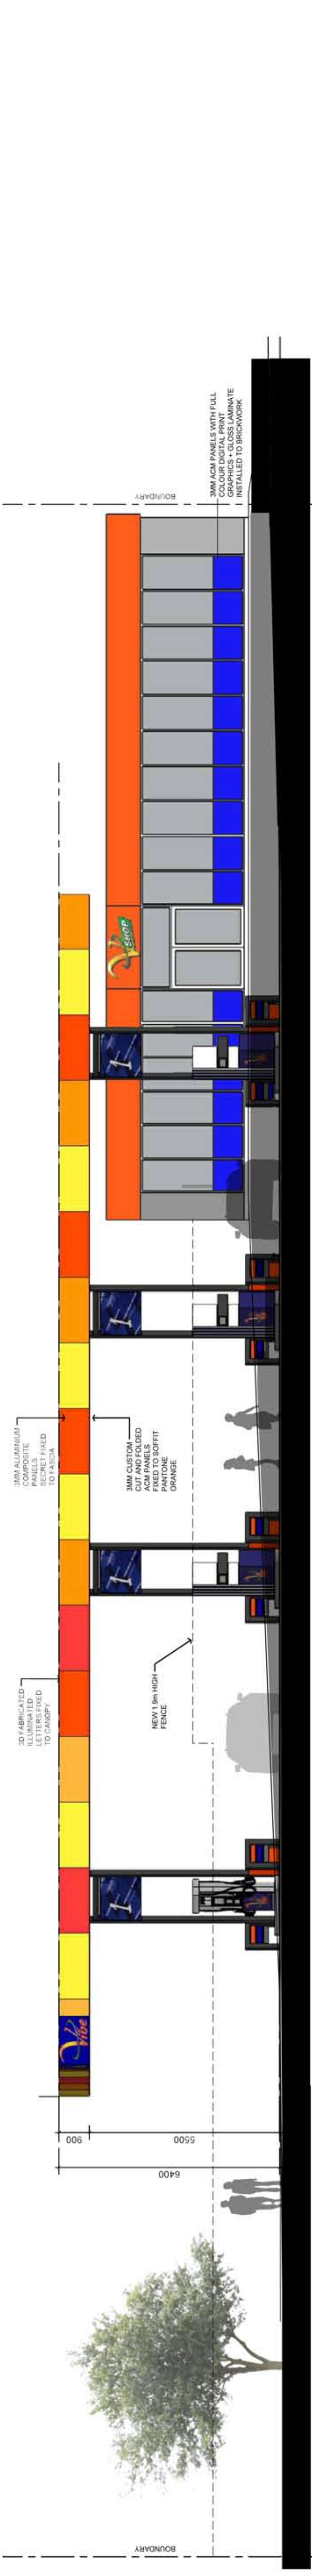 BOUNDARY
900
5500
6400
Vibe
3D FABRICATED
ILLUMINATED
LETTERS FIXED
TO CANOPY
NEW 1.9m HIGH
FENCE
3MM ALUMINIUM
COMPOSITE
PANELS
SECRET FIXED
TO FASCIA
3MM CUSTOM
CUT AND FOLDED
ACM PANELS
FIXED TO SOFFIT
PANTONE
ORANGE
SHOP
3MM ACM PANELS WITH FULL
COLOUR DIGITAL PRINT
GRAPHICS + GLOSS LAMINATE
INSTALLED TO BRICKWORK
BOUNDARY